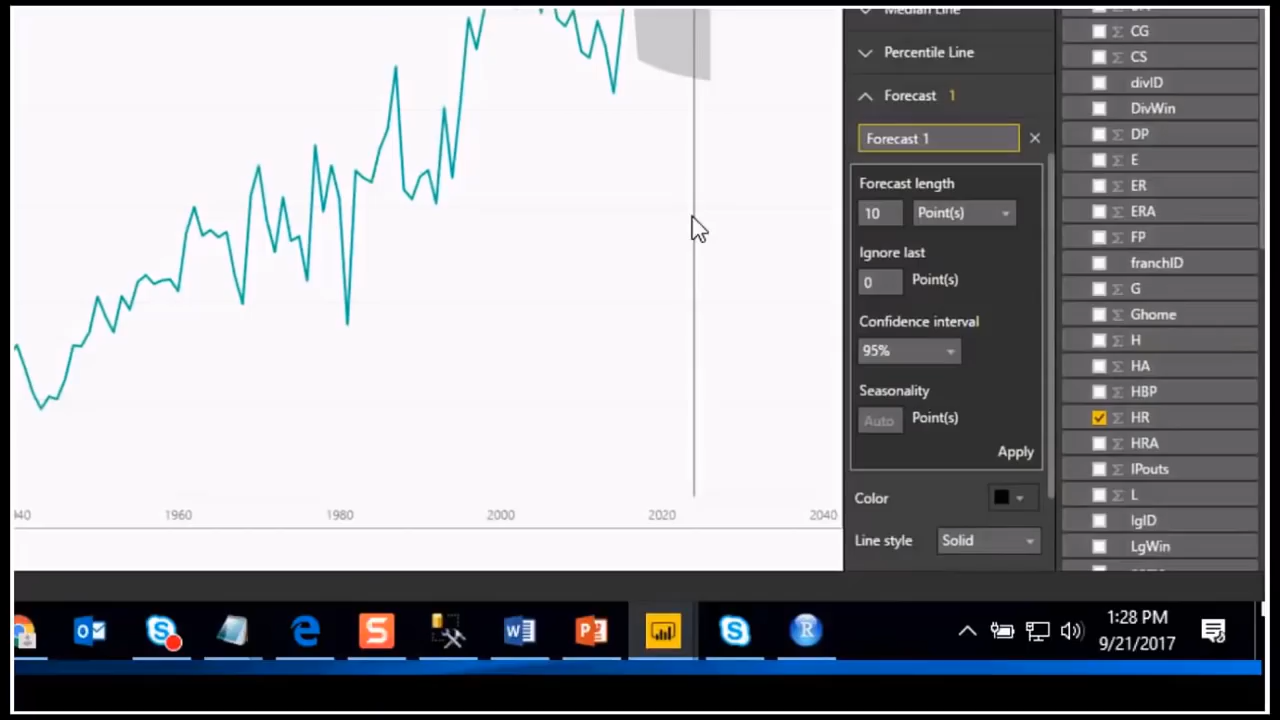 Median Line
Percentile Line
Forecast 1
Forecast 1
Forecast length
10 Point(s)
Ignore last
0 Point(s)
Confidence interval
95%
Seasonality
Auto Point(s)
Apply
Color
Line style Solid
CG
CS
divID
DivWin
DP
E
ER
ERA
FP
franchID
G
Ghome
H
HA
HBP
HR
HRA
IPouts
L
lgID
LgWin
1960 1980 2000 2020 2040
1:28 PM
9/21/2017